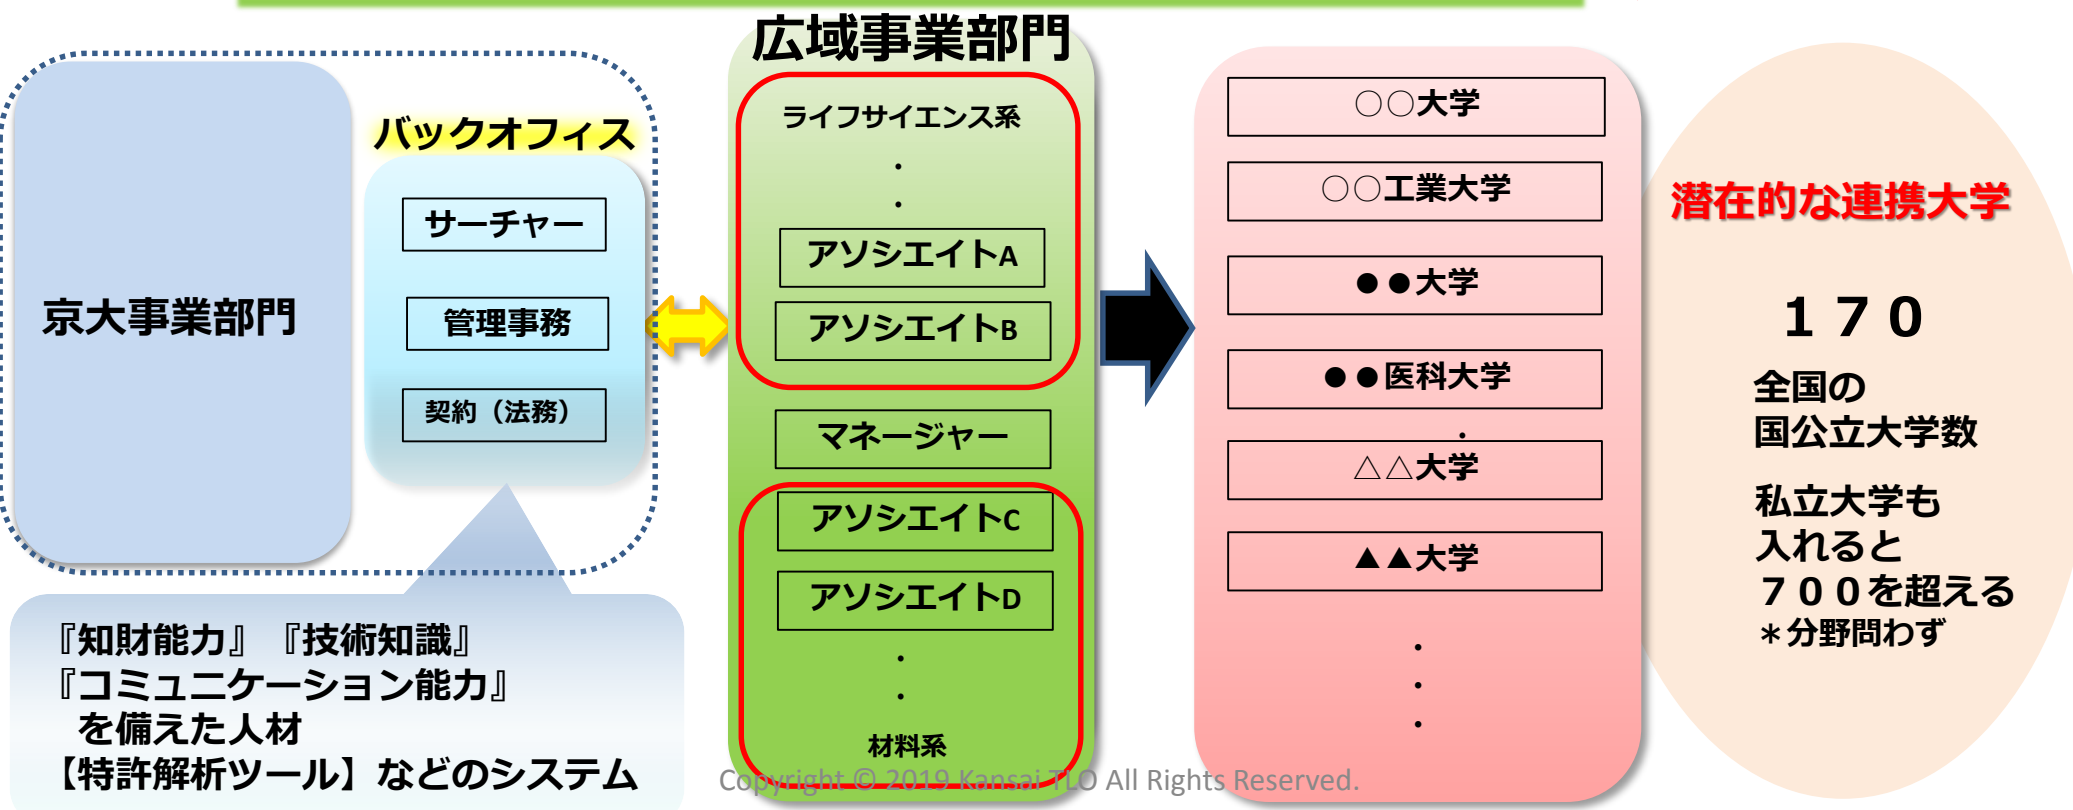 広域事業部門
京大事業部門
バックオフィス
サーチャー
管理事務
契約（法務）
『知財能力』『技術知識』
『コミュニケーション能力』
を備えた人材
【特許解析ツール】などのシステム
ライフサイエンス系
・
・
アソシエイトA
アソシエイトB
マネージャー
アソシエイトC
アソシエイトD
・
・
材料系
〇〇大学
〇〇工業大学
●●大学
●●医科大学
・
△△大学
▲▲大学
・
・
・
潜在的な連携大学
１７０
全国の
国公立大学数
私立大学も
入れると
７００を超える
＊分野問わず
Copyright © 2019 Kansai TLO All Rights Reserved.